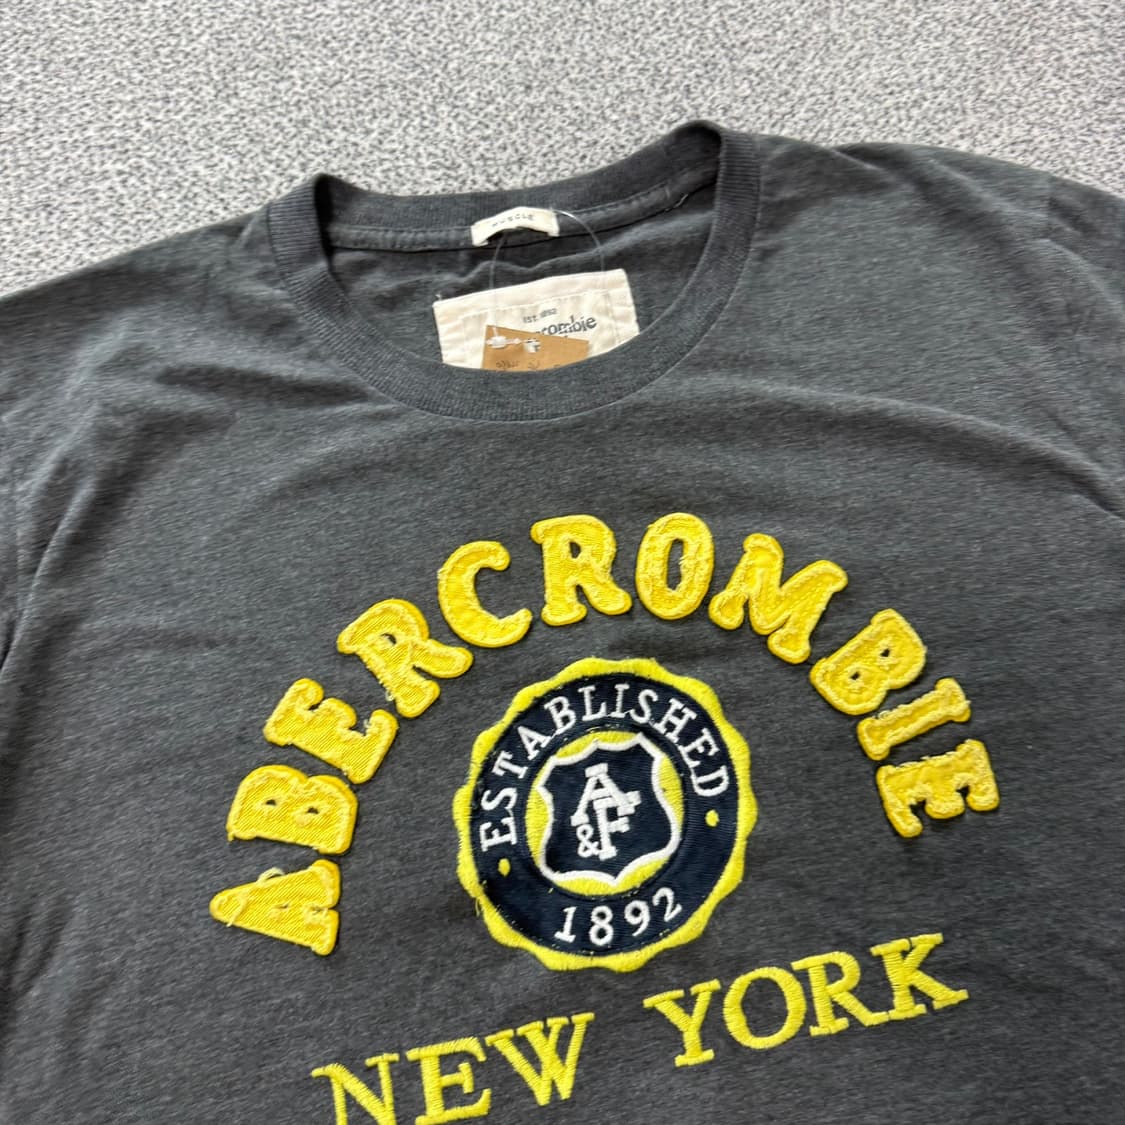 MUSCLE
EST. 1892
ABERCROMBIE
ESTABLISHED
A&F
1892
NEW YORK